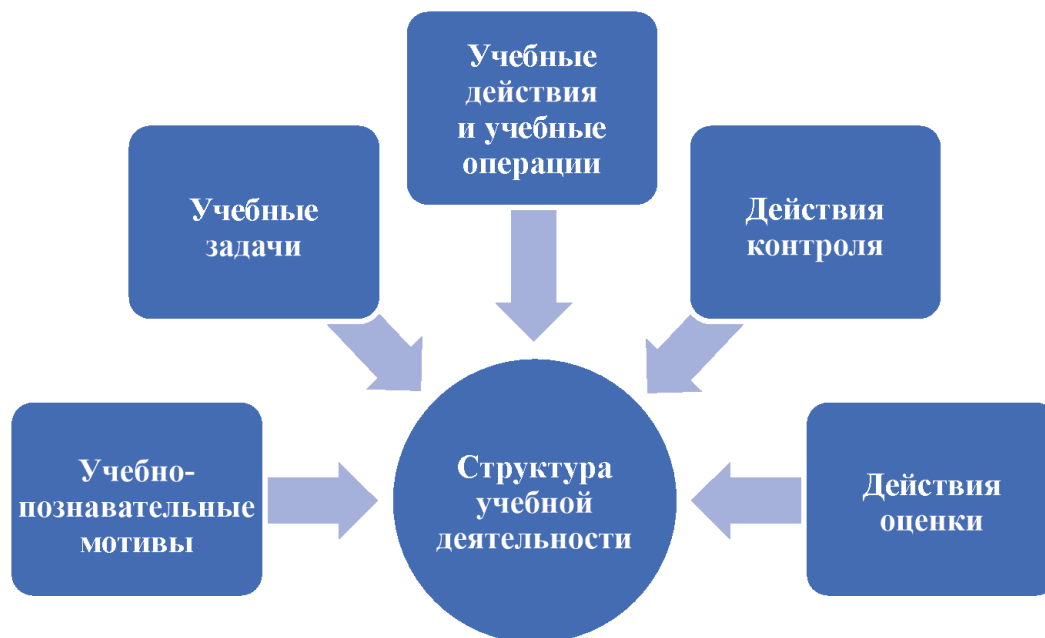 Учебные
действия
и учебные
операции
Учебные
задачи
Действия
контроля
Учебно-
познавательные
мотивы
Структура
учебной
деятельности
Действия
оценки